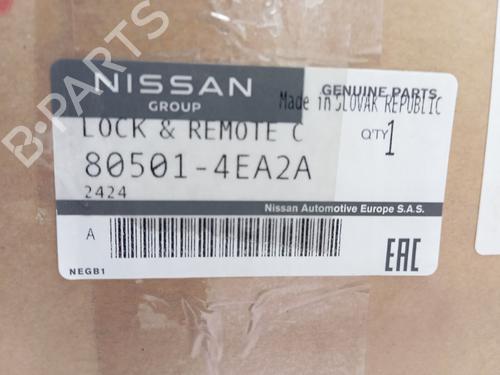 NISSAN
GROUP
GENUINE PARTS
Made in SLOVAK REPUBLIC
LOCK & REMOTE C
Q'TY 1
80501-4EA2A
2424
Nissan Automotive Europe S.A.S.
A
NEGB1
EAC
B-PARTS